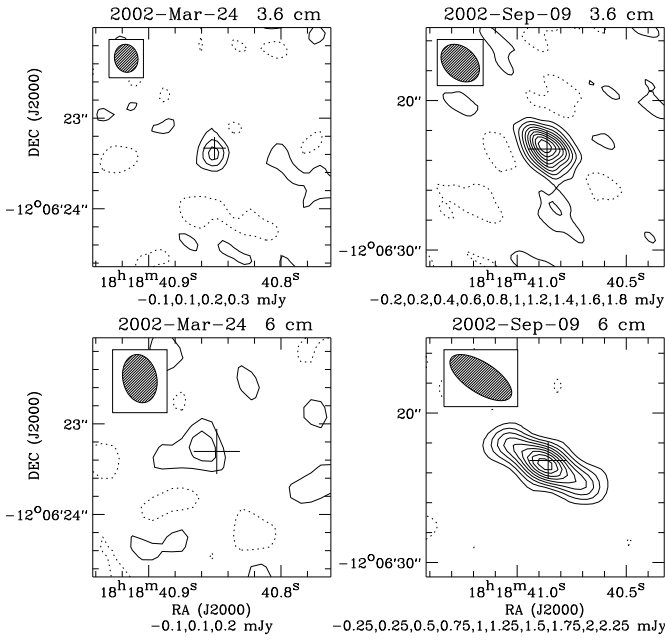 2002-Mar-24 3.6 cm
2002-Sep-09 3.6 cm
DEC (J2000)
23"
-12°06'24"
20"
-12°06'30"
18h18m40.9s 40.8s
18h18m41.0s 40.5s
-0.1,0.1,0.2,0.3 mJy
-0.2,0.2,0.4,0.6,0.8,1,1.2,1.4,1.6,1.8 mJy
2002-Mar-24 6 cm
2002-Sep-09 6 cm
DEC (J2000)
23"
-12°06'24"
20"
-12°06'30"
18h18m40.9s 40.8s
18h18m41.0s 40.5s
RA (J2000)
RA (J2000)
-0.1,0.1,0.2 mJy
-0.25,0.25,0.5,0.75,1,1.25,1.5,1.75,2,2.25 mJy